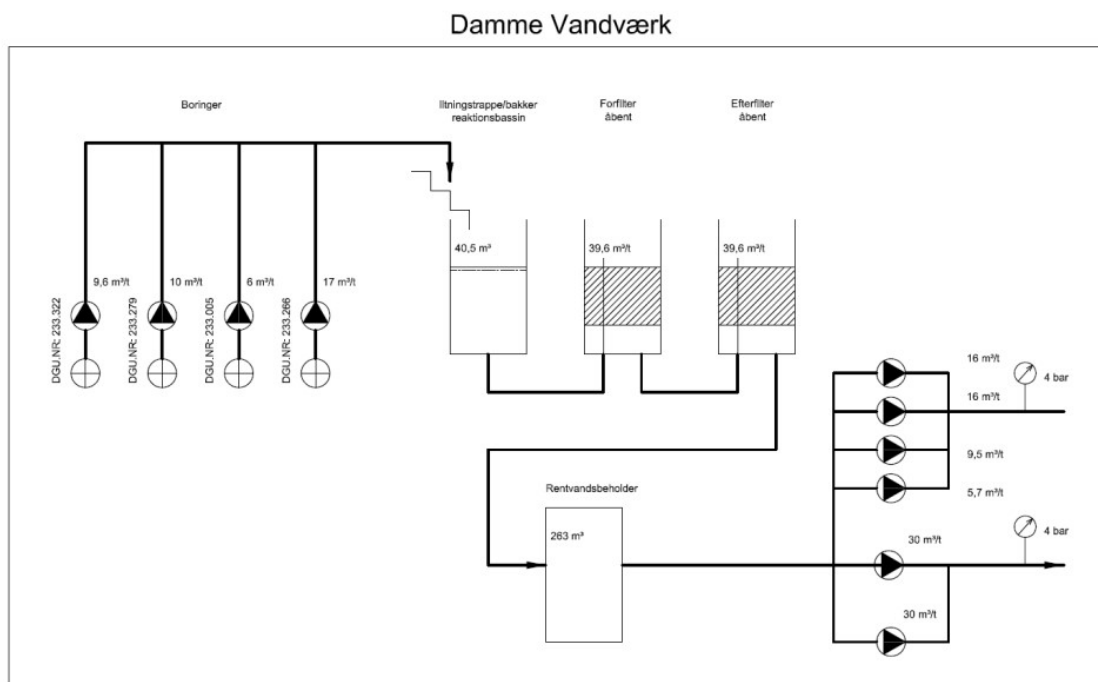 Damme Vandværk
Boringer
Iltningstrappe/bakker
reaktionsbassin
Forfilter
åbent
Efterfilter
åbent
40,5 m³
39,6 m³/t
39,6 m³/t
9,6 m³/t
10 m³/t
6 m³/t
17 m³/t
DGU.NR: 233.322
DGU.NR: 233.279
DGU.NR: 233.005
DGU.NR: 233.266
16 m³/t
4 bar
16 m³/t
9,5 m³/t
5,7 m³/t
Rentvandsbeholder
263 m³
30 m³/t
4 bar
30 m³/t